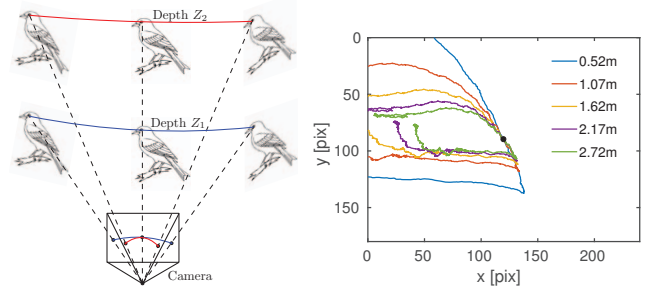 Depth Z2
Depth Z1
Camera
0
50
100
150
y [pix]
0
50
100
150
200
x [pix]
0.52m
1.07m
1.62m
2.17m
2.72m